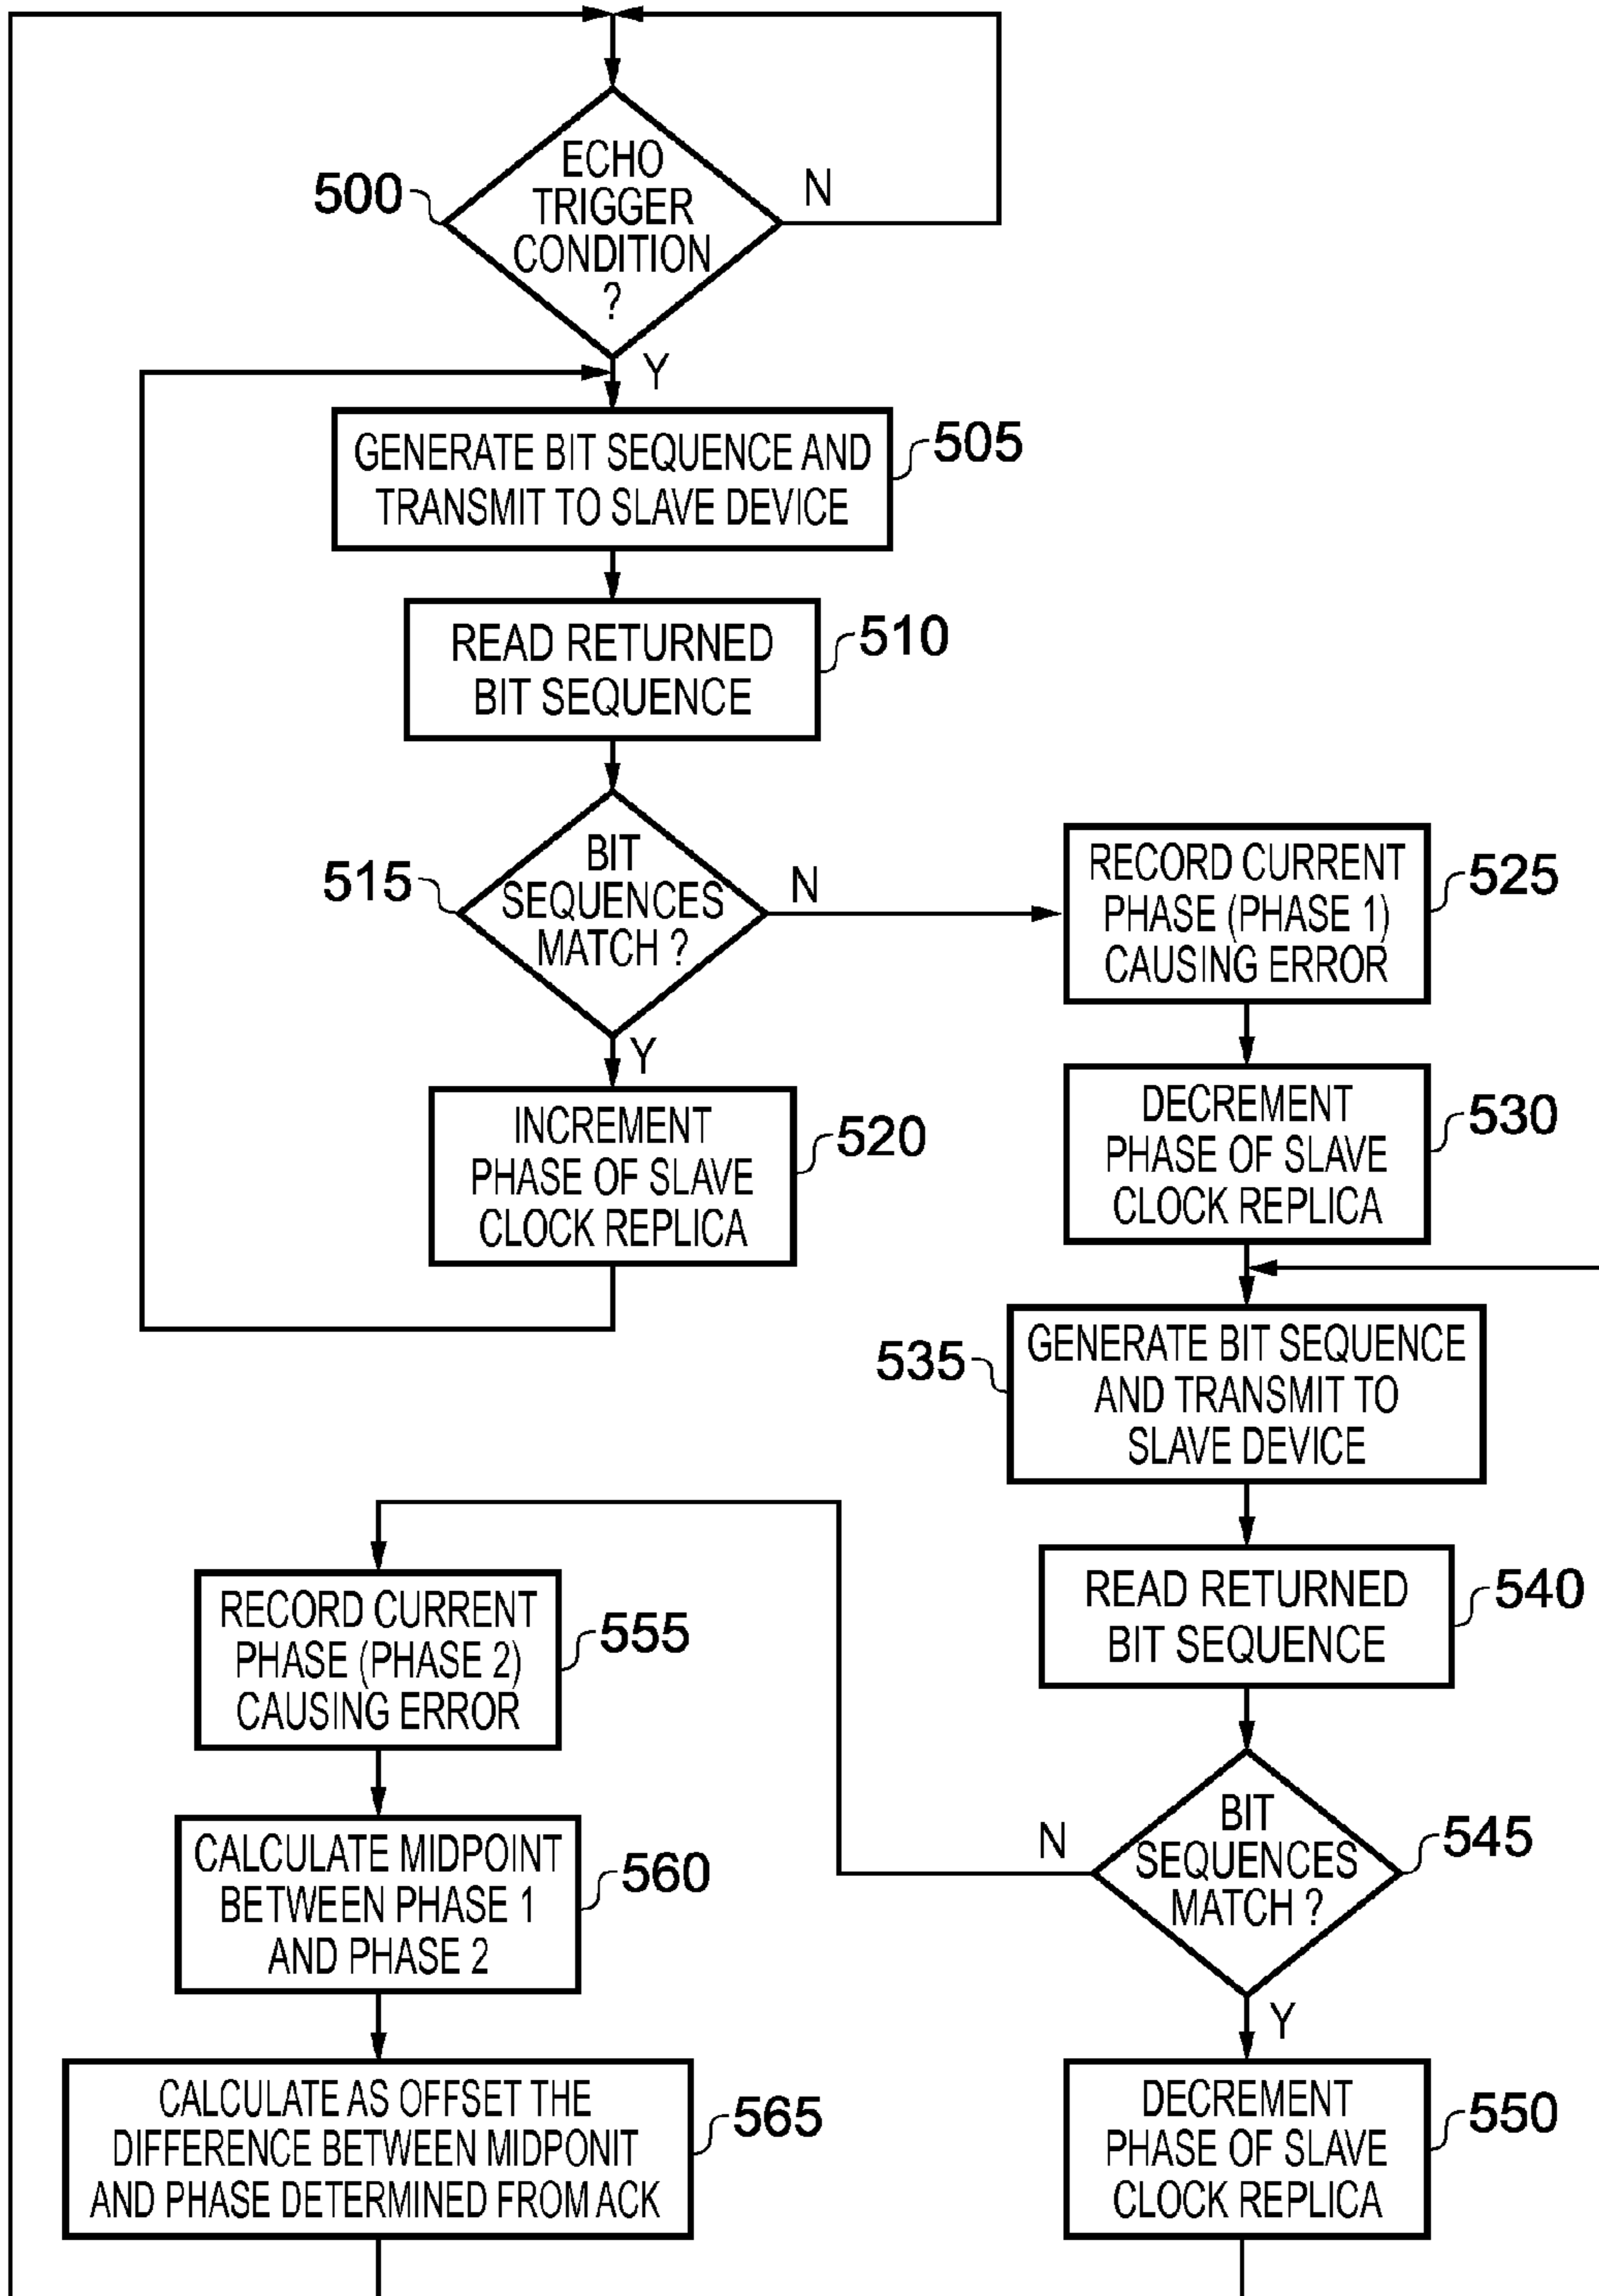 ECHO
TRIGGER
CONDITION
?
500
N
Y
GENERATE BIT SEQUENCE AND
TRANSMIT TO SLAVE DEVICE
505
READ RETURNED
BIT SEQUENCE
510
BIT
SEQUENCES
MATCH ?
515
N
Y
INCREMENT
PHASE OF SLAVE
CLOCK REPLICA
520
RECORD CURRENT
PHASE (PHASE 1)
CAUSING ERROR
525
DECREMENT
PHASE OF SLAVE
CLOCK REPLICA
530
GENERATE BIT SEQUENCE
AND TRANSMIT TO
SLAVE DEVICE
535
READ RETURNED
BIT SEQUENCE
540
BIT
SEQUENCES
MATCH ?
545
N
Y
DECREMENT
PHASE OF SLAVE
CLOCK REPLICA
550
RECORD CURRENT
PHASE (PHASE 2)
CAUSING ERROR
555
CALCULATE MIDPOINT
BETWEEN PHASE 1
AND PHASE 2
560
CALCULATE AS OFFSET THE
DIFFERENCE BETWEEN MIDPONIT
AND PHASE DETERMINED FROM ACK
565